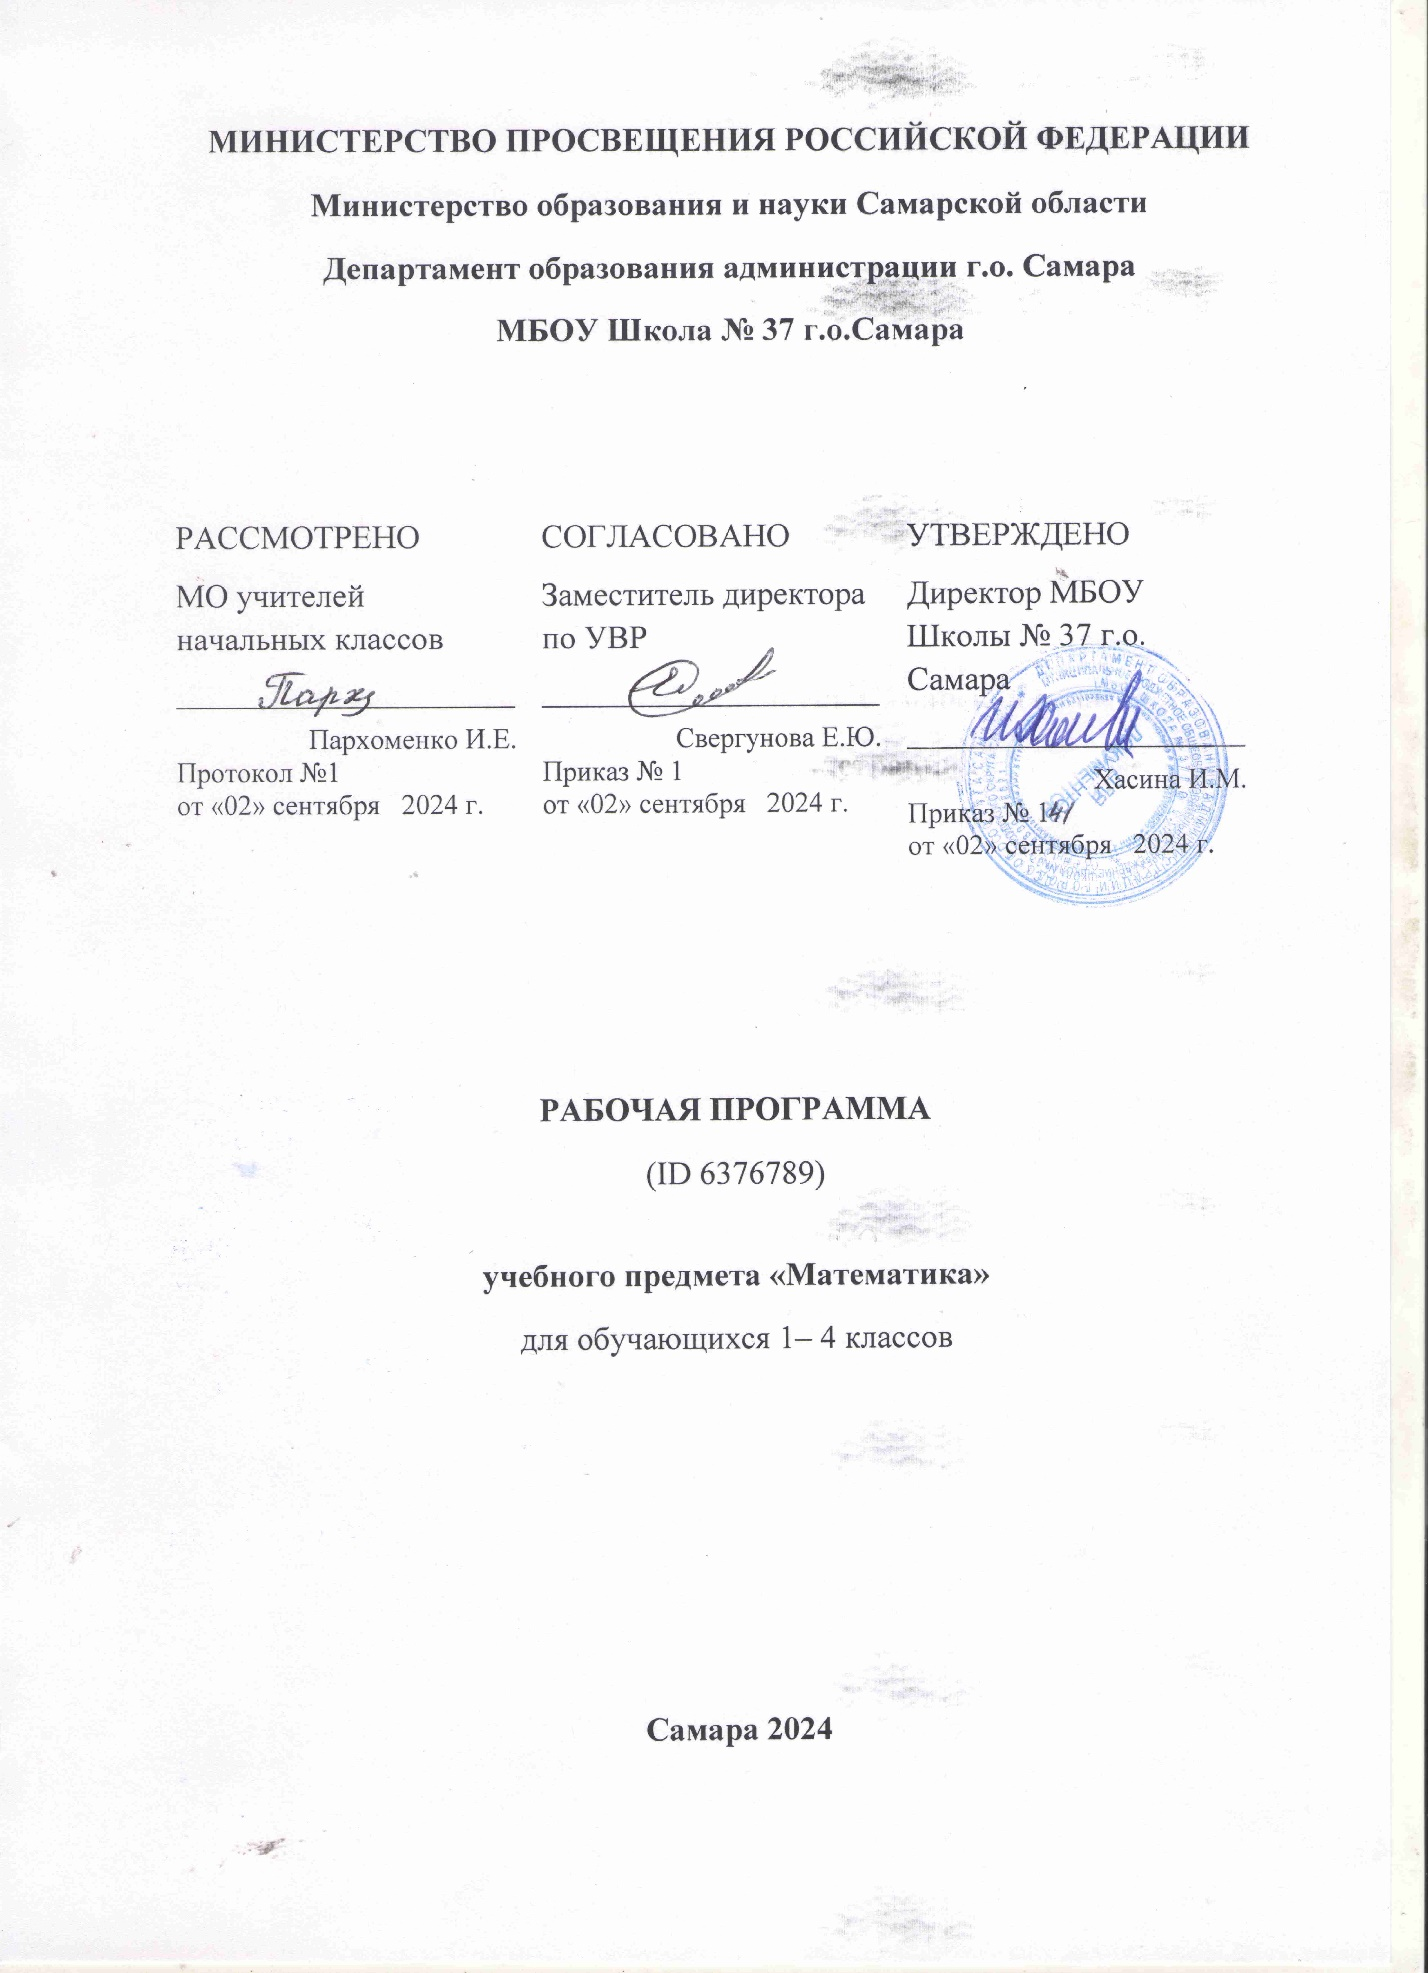 МИНИСТЕРСТВО ПРОСВЕЩЕНИЯ РОССИЙСКОЙ ФЕДЕРАЦИИ
Министерство образования и науки Самарской области
Департамент образования администрации г.о. Самара
МБОУ Школа № 37 г.о.Самара
РАССМОТРЕНО
МО учителей
начальных классов
Парх
Пархоменко И.Е.
Протокол №1
от «02» сентября 2024 г.
СОГЛАСОВАНО
Заместитель директора
по УВР
Свергунова Е.Ю.
Приказ № 1
от «02» сентября 2024 г.
УТВЕРЖДЕНО
Директор МБОУ
Школы № 37 г.о.
Самара
Хасина И.М.
Приказ №
от «02» сентября 2024 г.
РАБОЧАЯ ПРОГРАММА
(ID 6376789)
учебного предмета «Математика»
для обучающихся 1– 4 классов
Самара 2024